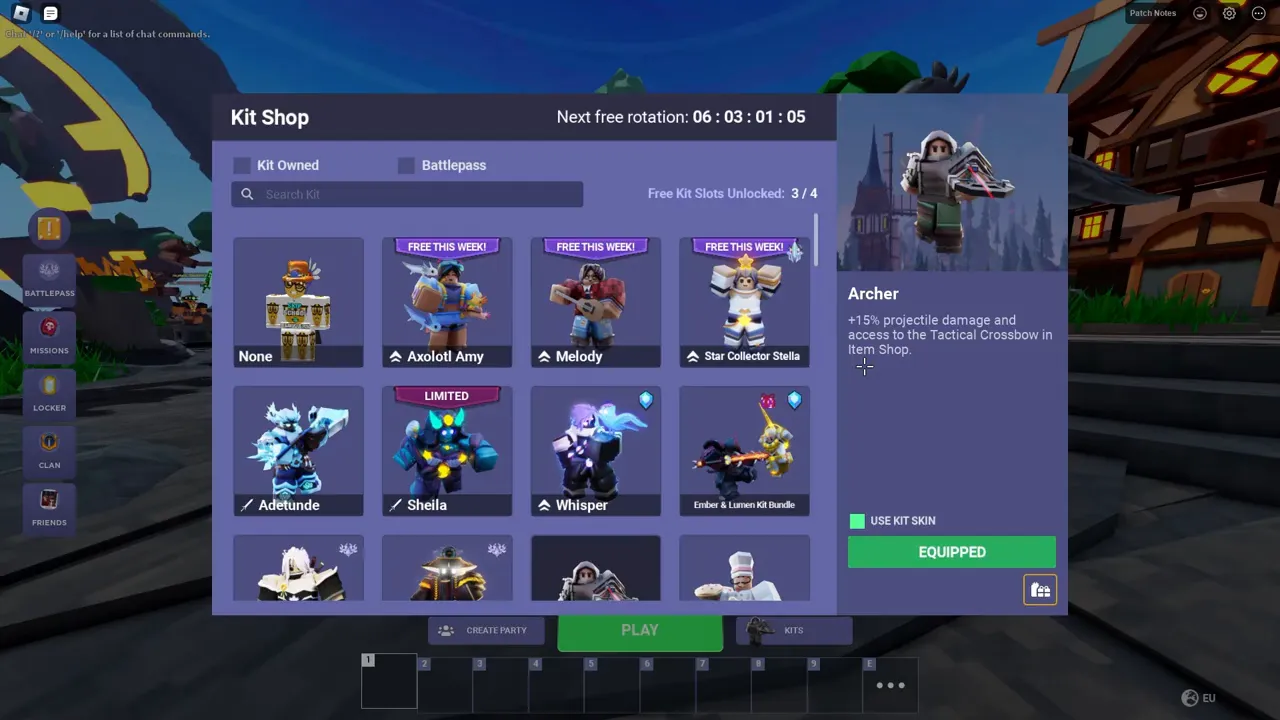 Patch Notes
Chat '/?' or '/help' for a list of chat commands.
Kit Shop
Next free rotation: 06 : 03 : 01 : 05
Kit Owned
Battlepass
Search Kit
Free Kit Slots Unlocked: 3 / 4
FREE THIS WEEK!
FREE THIS WEEK!
FREE THIS WEEK!
None
Axolotl Amy
Melody
Star Collector Stella
LIMITED
Adetunde
Sheila
Whisper
Ember & Lumen Kit Bundle
Archer
+15% projectile damage and
access to the Tactical Crossbow in
Item Shop.
USE KIT SKIN
EQUIPPED
BATTLEPASS
MISSIONS
LOCKER
CLAN
FRIENDS
CREATE PARTY
PLAY
KITS
1 2 3 4 5 6 7 8 9 E
EU